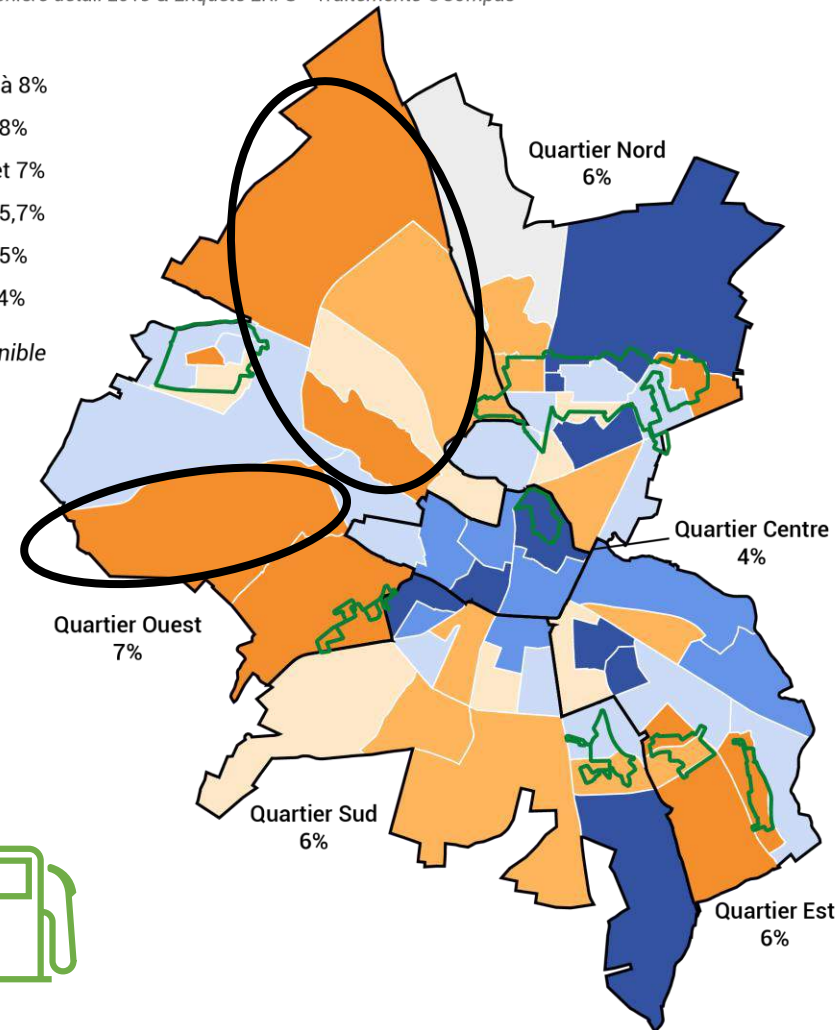 à 8%
8%
et 7%
5,7%
5%
4%
Quartier Nord
6%
Quartier Centre
4%
Quartier Ouest
7%
Quartier Sud
6%
Quartier Est
6%